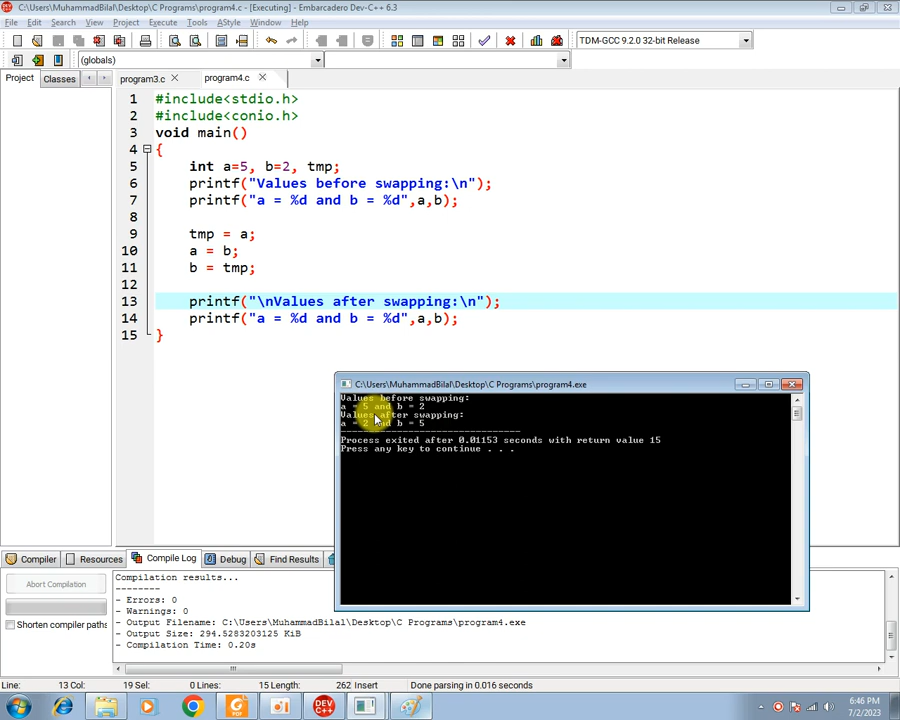 C:\Users\MuhammadBilal\Desktop\C Programs\program4.c - [Executing] - Embarcadero Dev-C++ 6.3
File Edit Search View Project Execute Tools AStyle Window Help
TDM-GCC 9.2.0 32-bit Release
(globals)
Project Classes program3.c program4.c
1 #include<stdio.h>
2 #include<conio.h>
3 void main()
4 {
5 int a=5, b=2, tmp;
6 printf("Values before swapping:\n");
7 printf("a = %d and b = %d",a,b);
8
9 tmp = a;
10 a = b;
11 b = tmp;
12
13 printf("\nValues after swapping:\n");
14 printf("a = %d and b = %d",a,b);
15 }
C:\Users\MuhammadBilal\Desktop\C Programs\program4.exe
Values before swapping:
a = 5 and b = 2
Values after swapping:
a = 2 and b = 5
--------------------------------
Process exited after 0.01153 seconds with return value 15
Press any key to continue . . .
Compiler Resources Compile Log Debug Find Results
Abort Compilation
Shorten compiler paths
Compilation results...
--------
- Errors: 0
- Warnings: 0
- Output Filename: C:\Users\MuhammadBilal\Desktop\C Programs\program4.exe
- Output Size: 294.5283203125 KiB
- Compilation Time: 0.20s
Line: 13 Col: 19 Sel: 0 Lines: 15 Length: 262 Insert Done parsing in 0.016 seconds
6:46 PM
7/2/2023